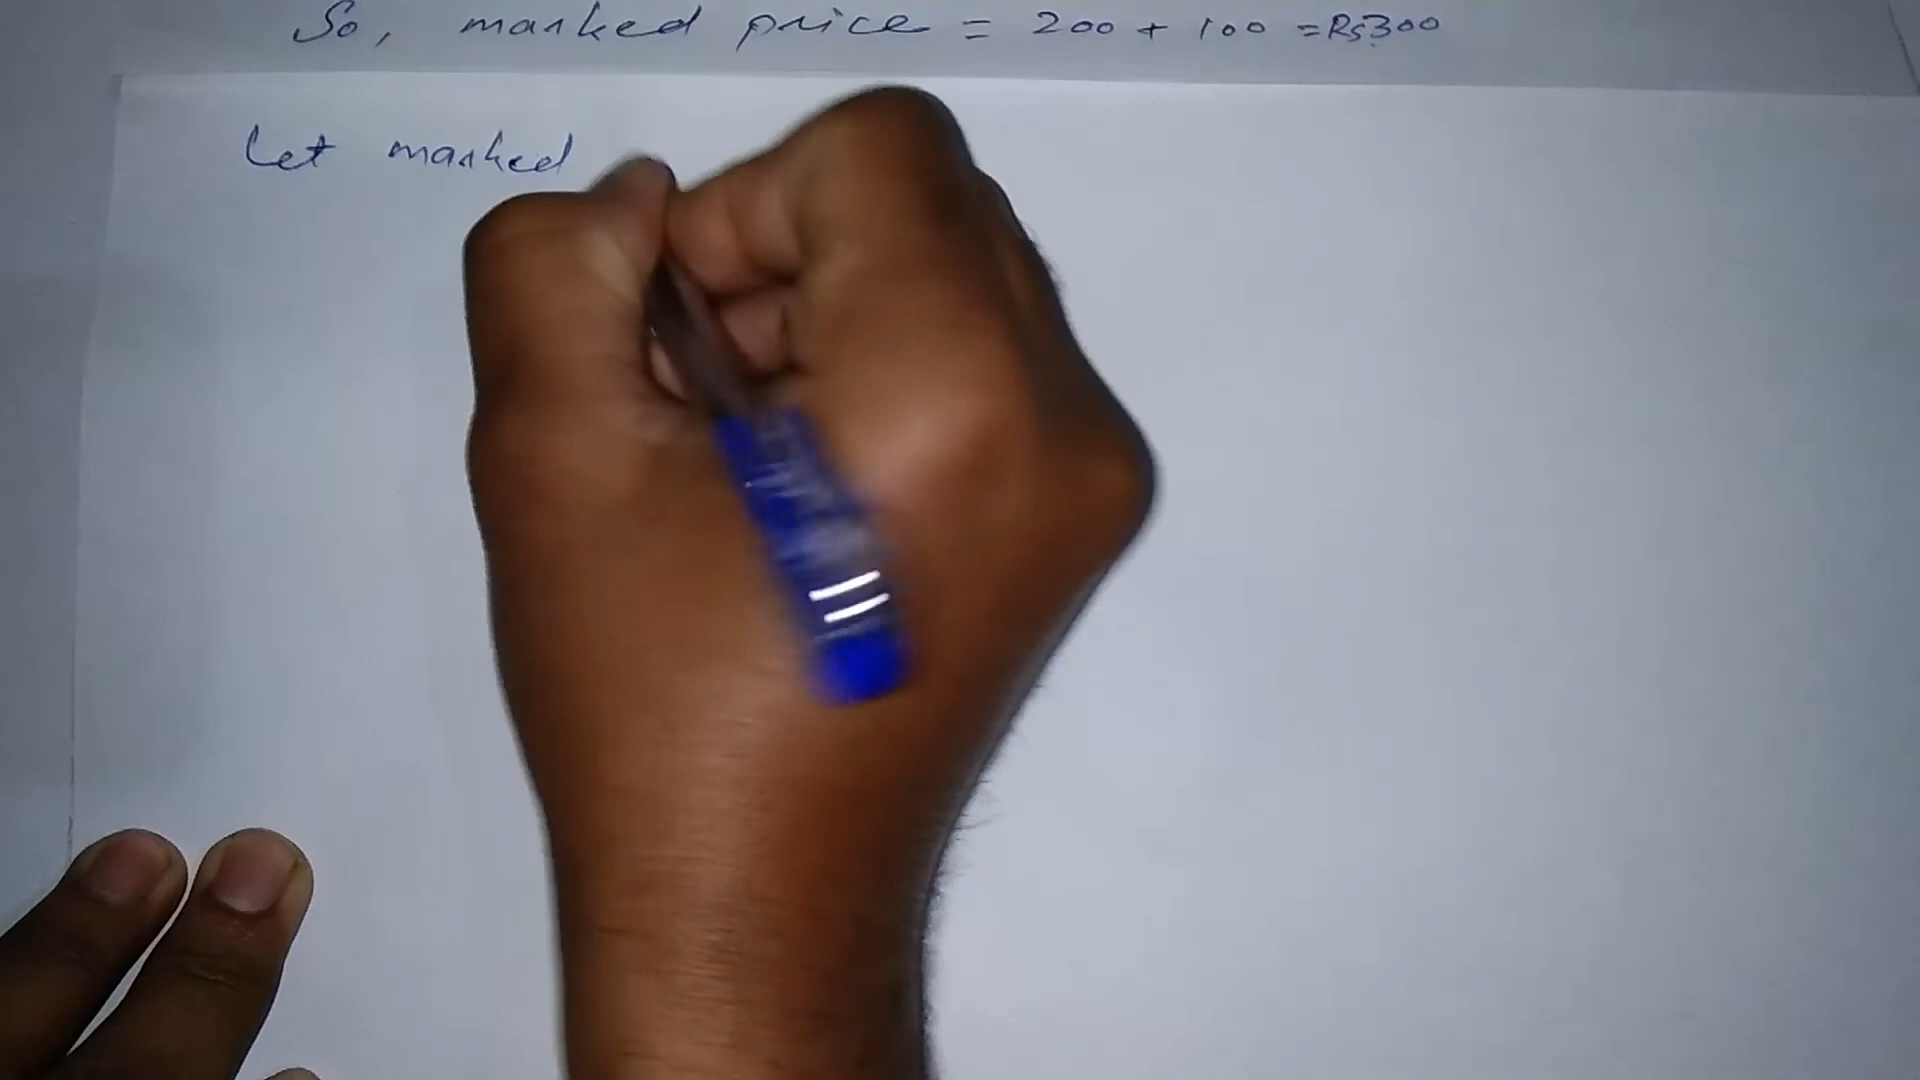 So, marked price = 200 + 100 = Rs300
Let marked